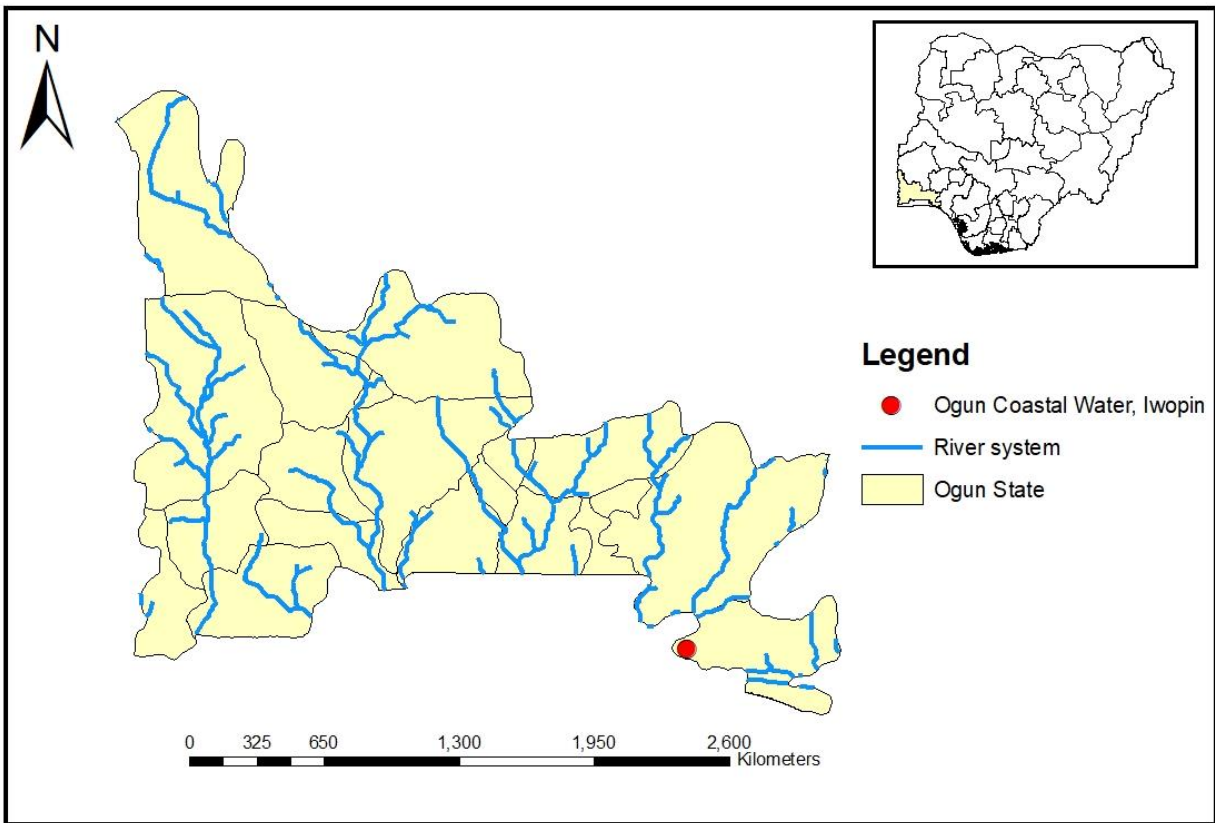 N
Legend
Ogun Coastal Water, Iwopin
River system
Ogun State
0 325 650 1,300 1,950 2,600
Kilometers